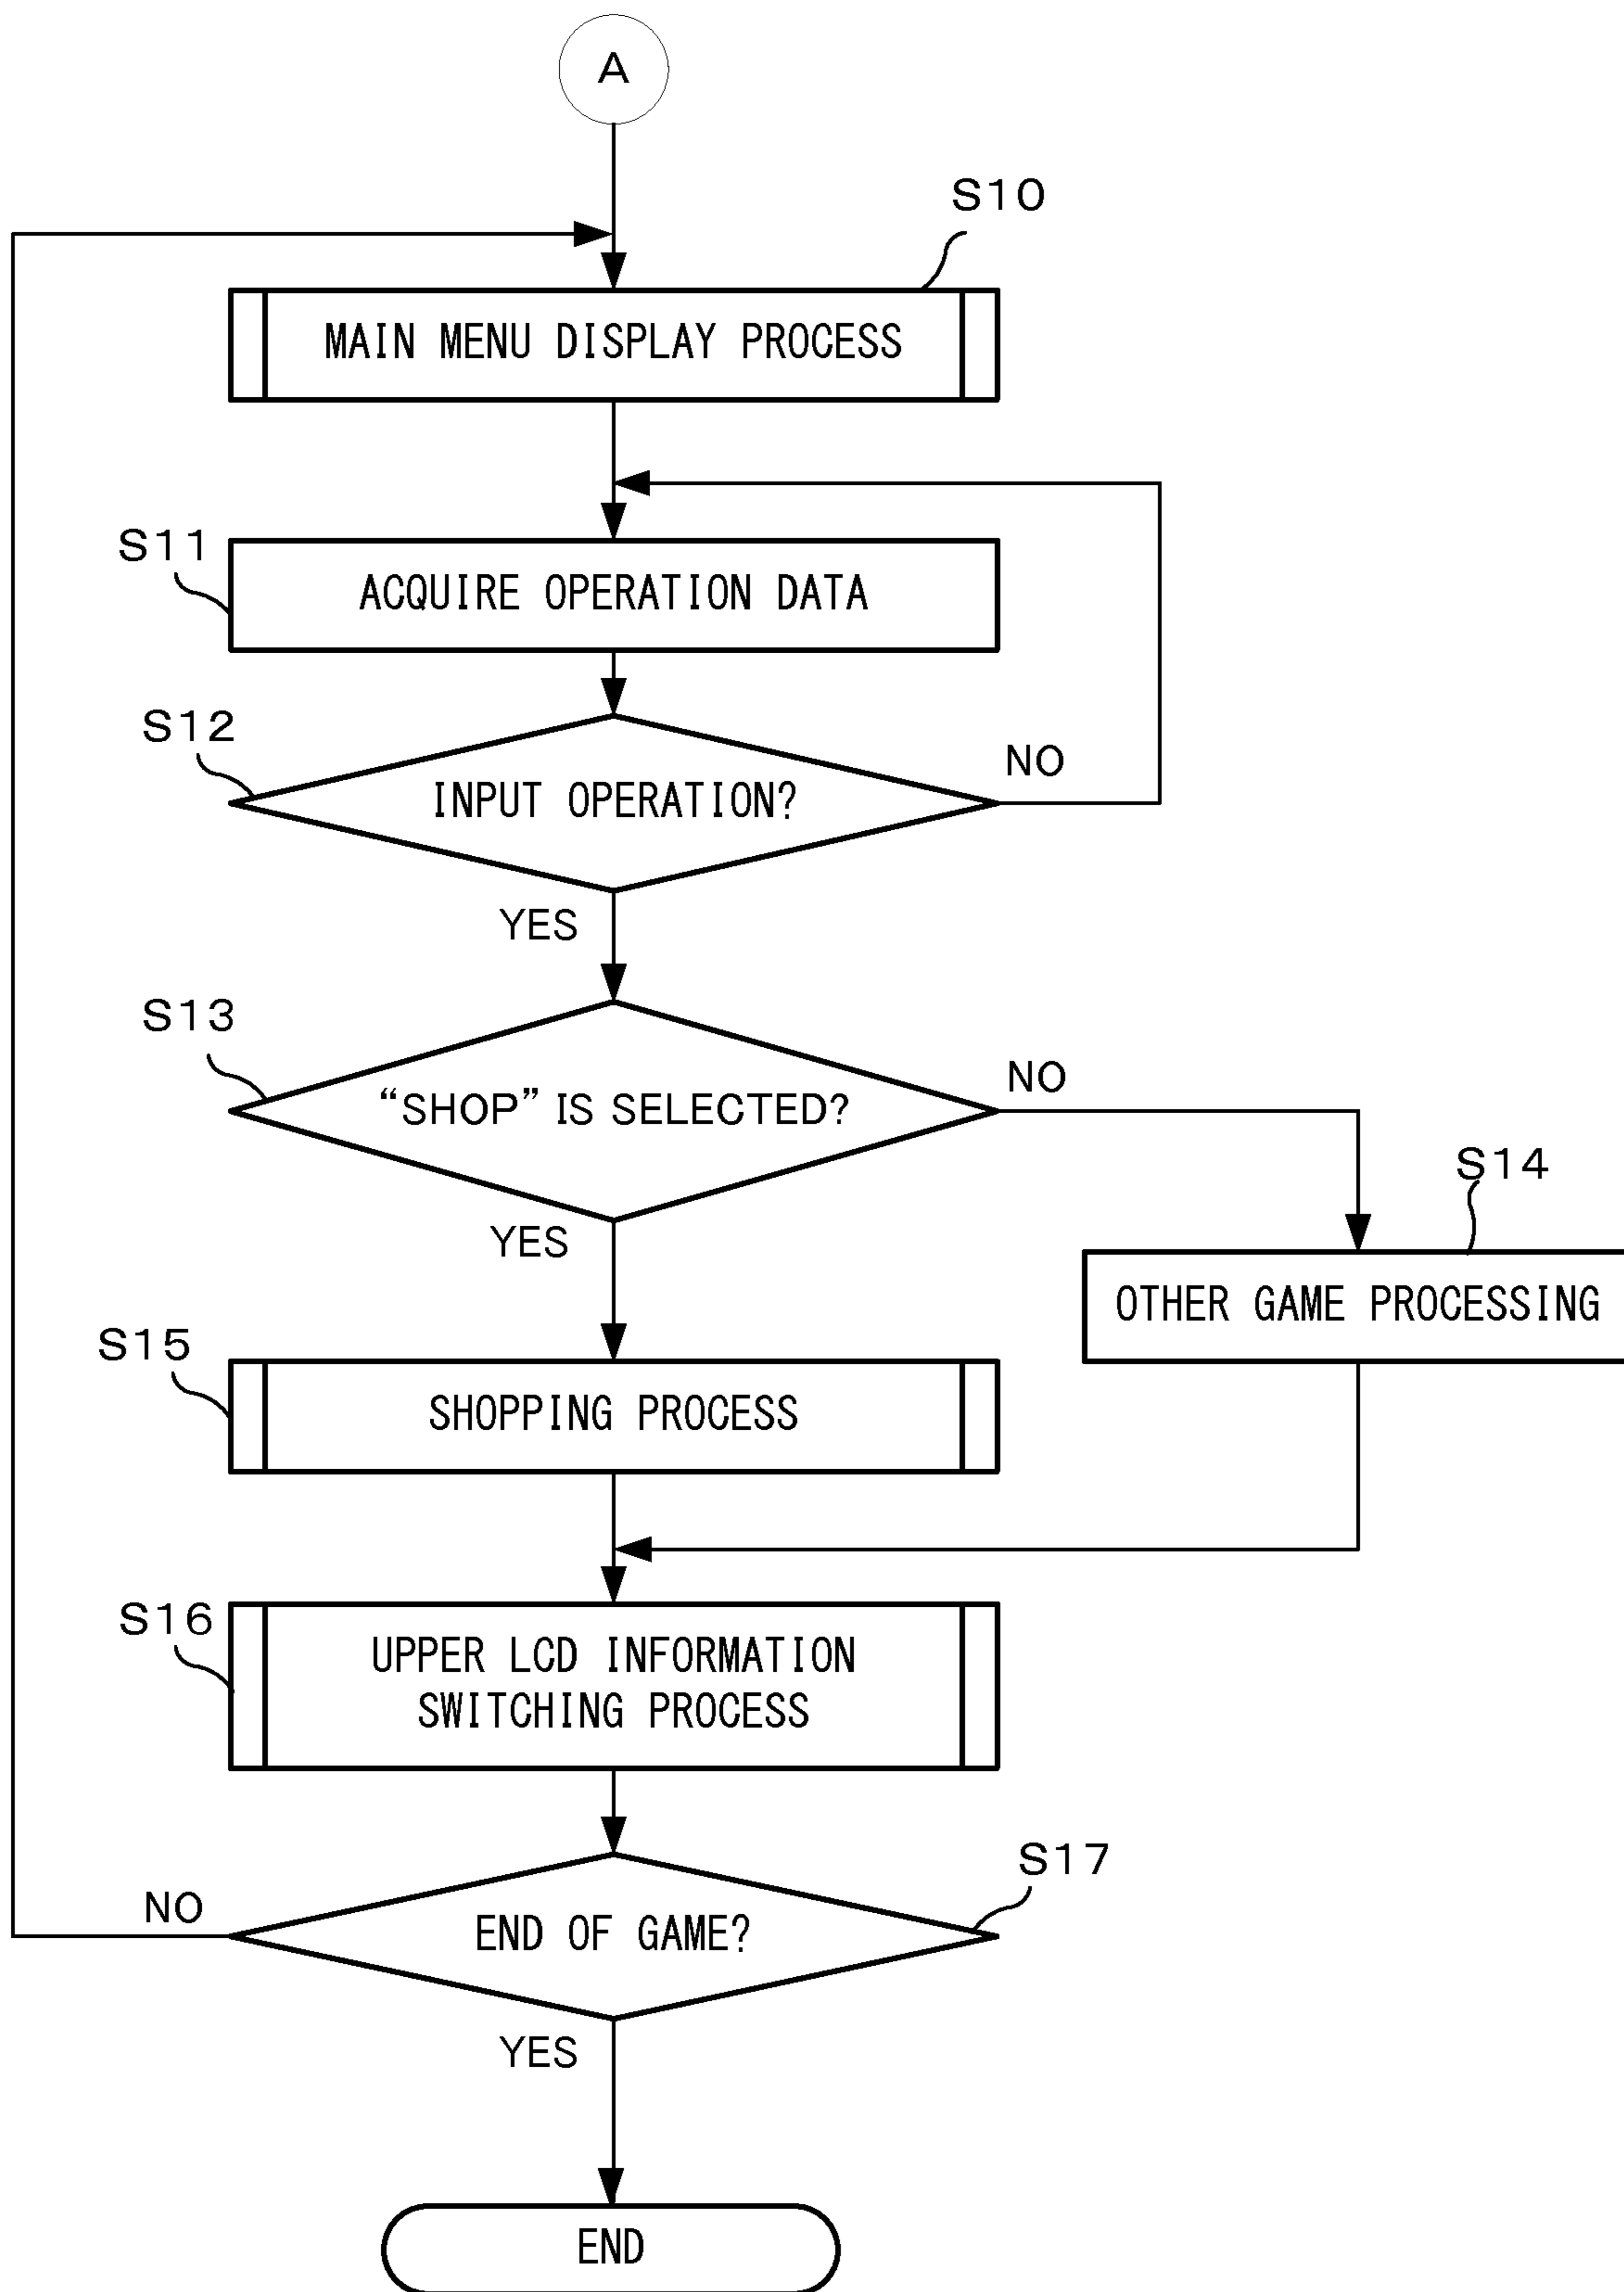 A
S10
MAIN MENU DISPLAY PROCESS
S11
ACQUIRE OPERATION DATA
S12
INPUT OPERATION?
NO
YES
S13
“SHOP” IS SELECTED?
NO
YES
S14
OTHER GAME PROCESSING
S15
SHOPPING PROCESS
S16
UPPER LCD INFORMATION
SWITCHING PROCESS
S17
NO
END OF GAME?
YES
END